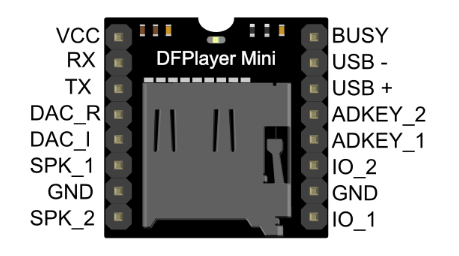 VCC
RX
TX
DAC_R
DAC_I
SPK_1
GND
SPK_2
DFPlayer Mini
BUSY
USB -
USB +
ADKEY_2
ADKEY_1
IO_2
GND
IO_1